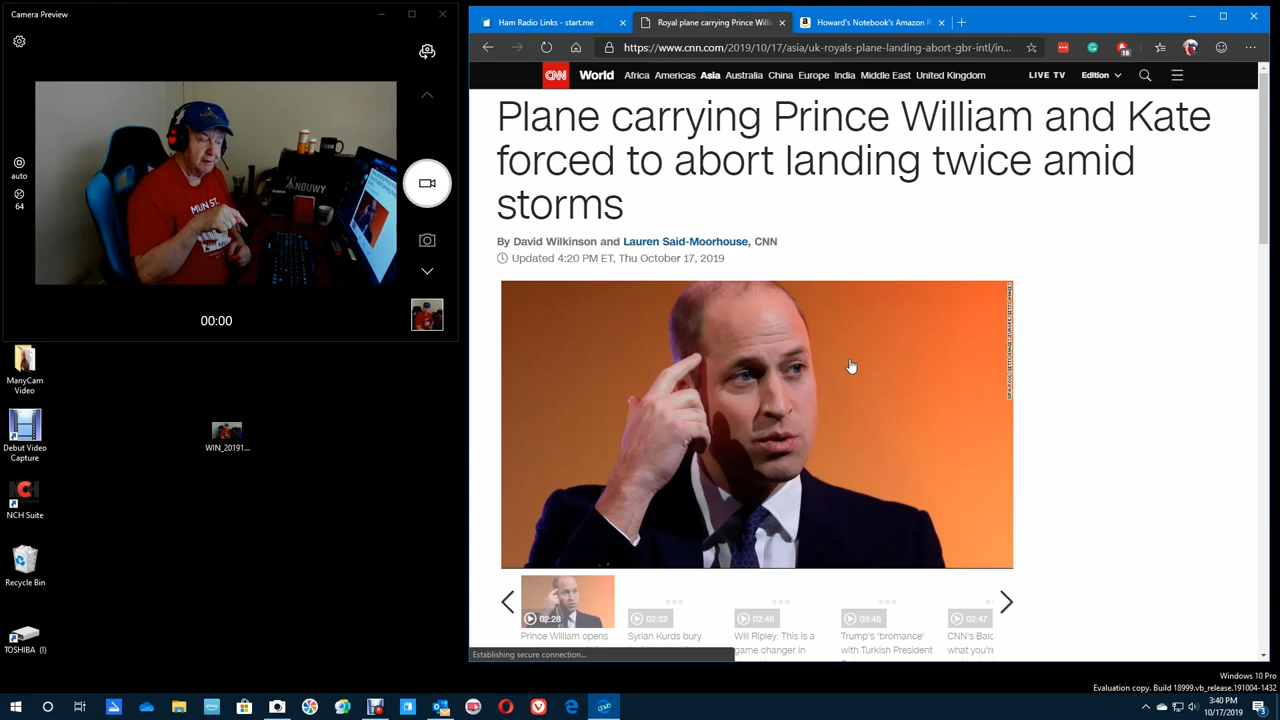 Camera Preview
auto
64
00:00
ManyCam
Video
Debut Video
Capture
NCH Suite
Recycle Bin
TOSHIBA (I)
WIN_20191...
Ham Radio Links - start.me
Royal plane carrying Prince Willi
Howard's Notebook's Amazon P
https://www.cnn.com/2019/10/17/asia/uk-royals-plane-landing-abort-gbr-intl/in...
18
CNN World Africa Americas Asia Australia China Europe India Middle East United Kingdom LIVE TV Edition
Plane carrying Prince William and Kate
forced to abort landing twice amid
storms
By David Wilkinson and Lauren Said-Moorhouse, CNN
Updated 4:20 PM ET, Thu October 17, 2019
02:28 02:32 02:46 03:48 02:47
Prince William opens Syrian Kurds bury Will Ripley: This is a Trump's 'bromance' CNN's
game changer in with Turkish President what you're
Establishing secure connection...
Windows 10 Pro
Evaluation copy. Build 18999.vb_release.191004-1432
3:40 PM
10/17/2019
3